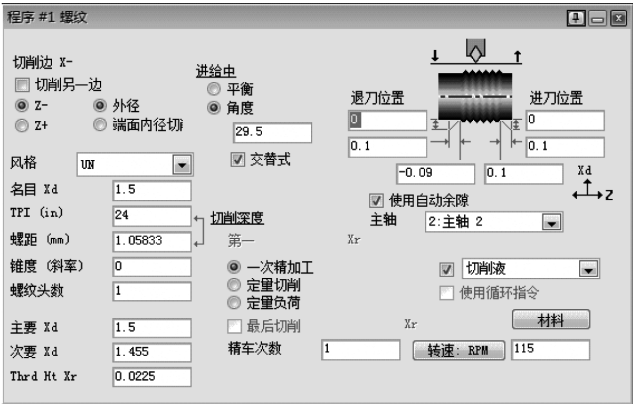 程序 #1 螺纹
切削边 X-
切削另一边
Z- 外径
Z+ 端面内径切
进给中
平衡
角度
29.5
交替式
退刀位置 进刀位置
0 0
0.1 0.1
-0.09 0.1
Xd
Z
使用自动余隙
风格 UN
名目 Xd 1.5
TPI (in) 24
螺距 (mm) 1.05833
锥度 (斜率) 0
螺纹头数 1
主要 Xd 1.5
次要 Xd 1.455
Thrd Ht Xr 0.0225
切削深度
第一 Xr
一次精加工
定量切削
定量负荷
最后切削 Xr
精车次数 1
主轴 2:主轴 2
切削液
使用循环指令
材料
转速: RPM 115